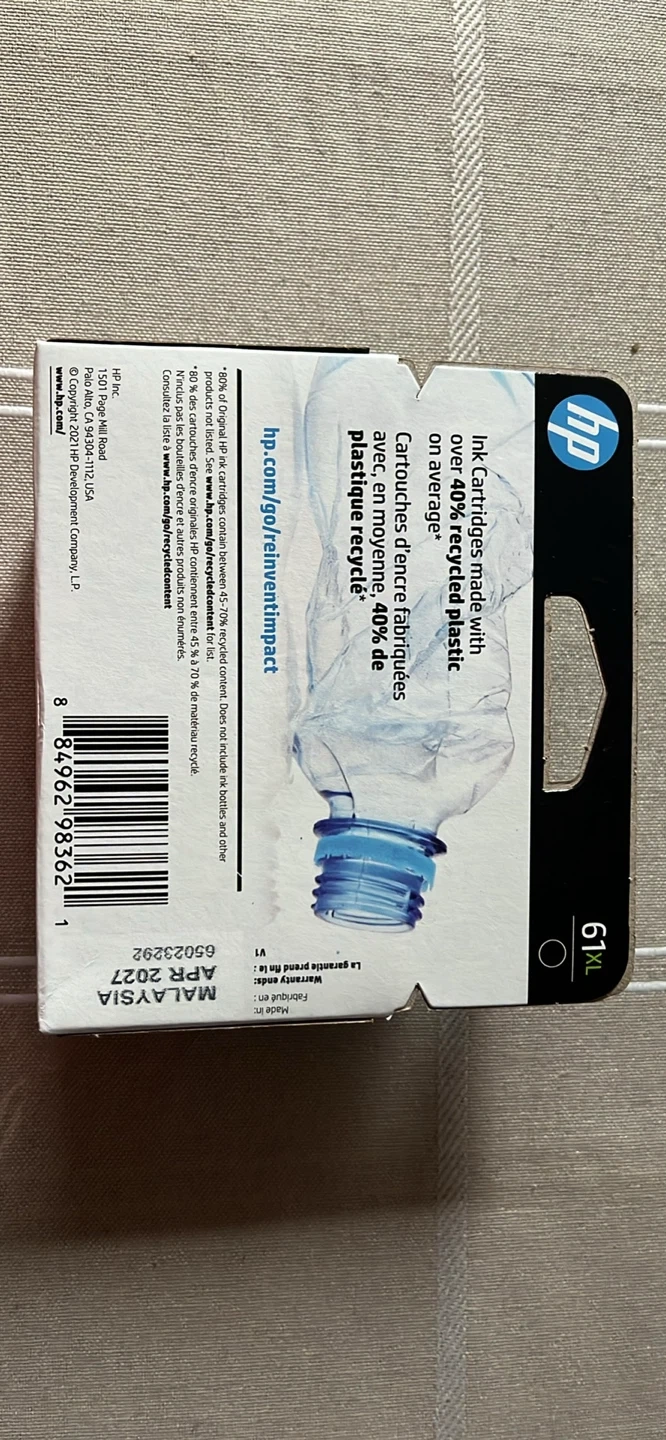 hp
61XL
Ink Cartridges made with
over 40% recycled plastic
on average*
Cartouches d'encre fabriquées
avec, en moyenne, 40% de
plastique recyclé*
hp.com/go/reinventimpact
*80% of Original HP ink cartridges contain between 45-70% recycled content. Does not include ink bottles and other
products not listed. See www.hp.com/go/recycledcontent for list.
*80 % des cartouches d'encre originales HP contiennent entre 45 % à 70 % de matériau recyclé.
N'inclus pas les bouteilles d'encre et autres produits non énumérés.
Consultez la liste à www.hp.com/go/recycledcontent
HP Inc.
1501 Page Mill Road
Palo Alto, CA 94304-1112, USA
© Copyright 2021 HP Development Company, L.P.
www.hp.com/
8 84962 98362 1
Made in:
Fabriqué en :
MALAYSIA
Warranty ends:
La garantie prend fin le :
APR 2027
V1
65023292